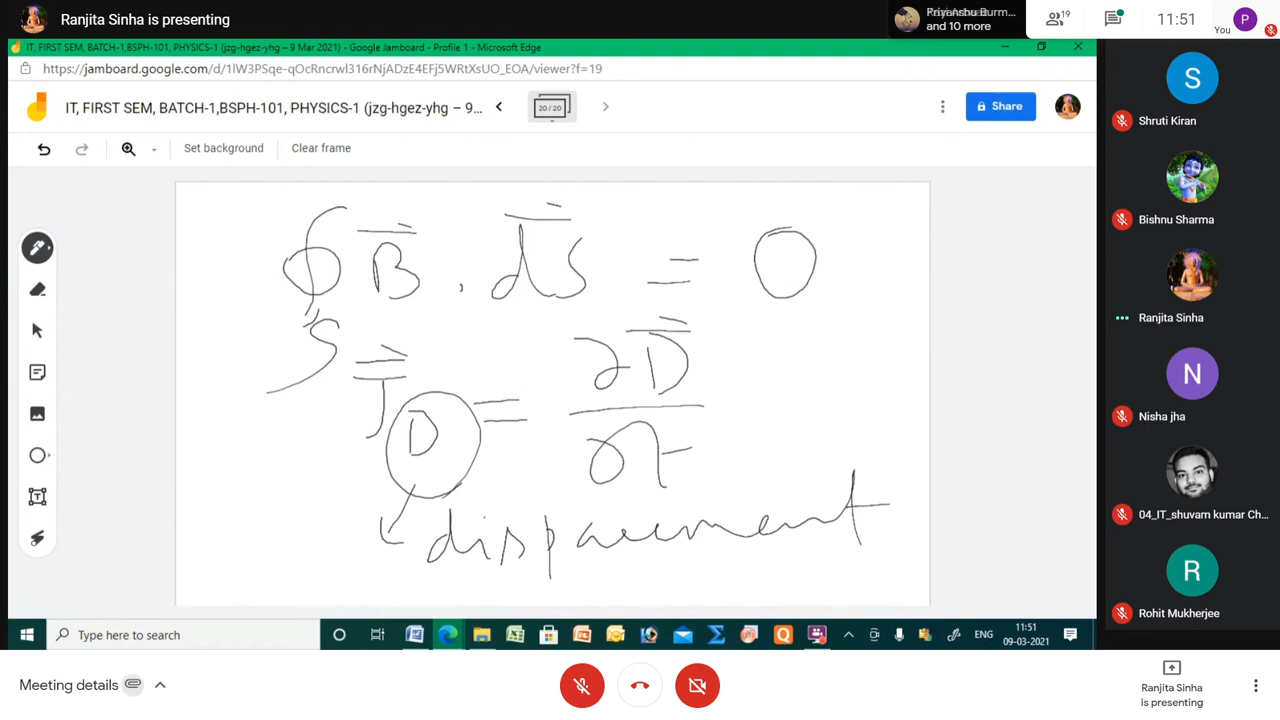 Ranjita Sinha is presenting
and 10 more
19
11:51
You
P
IT, FIRST SEM, BATCH-1,BSPH-101, PHYSICS-1 (jzg-hgez-yhg – 9 Mar 2021) - Google Jamboard - Profile 1 - Microsoft Edge
https://jamboard.google.com/d/1lW3PSqe-qOcRncrwl316rNjADzE4EFj5WRtXsUO_EOA/viewer?f=19
IT, FIRST SEM, BATCH-1,BSPH-101, PHYSICS-1 (jzg-hgez-yhg – 9...
20 / 20
Share
Set background
Clear frame
∮_S B⃗ . d⃗s = 0
J⃗_D = ∂D⃗/∂t
dispacement
S
Shruti Kiran
Bishnu Sharma
Ranjita Sinha
N
Nisha jha
04_IT_shuvam kumar Ch...
R
Rohit Mukherjee
Type here to search
ENG
11:51
09-03-2021
Meeting details
Ranjita Sinha
is presenting